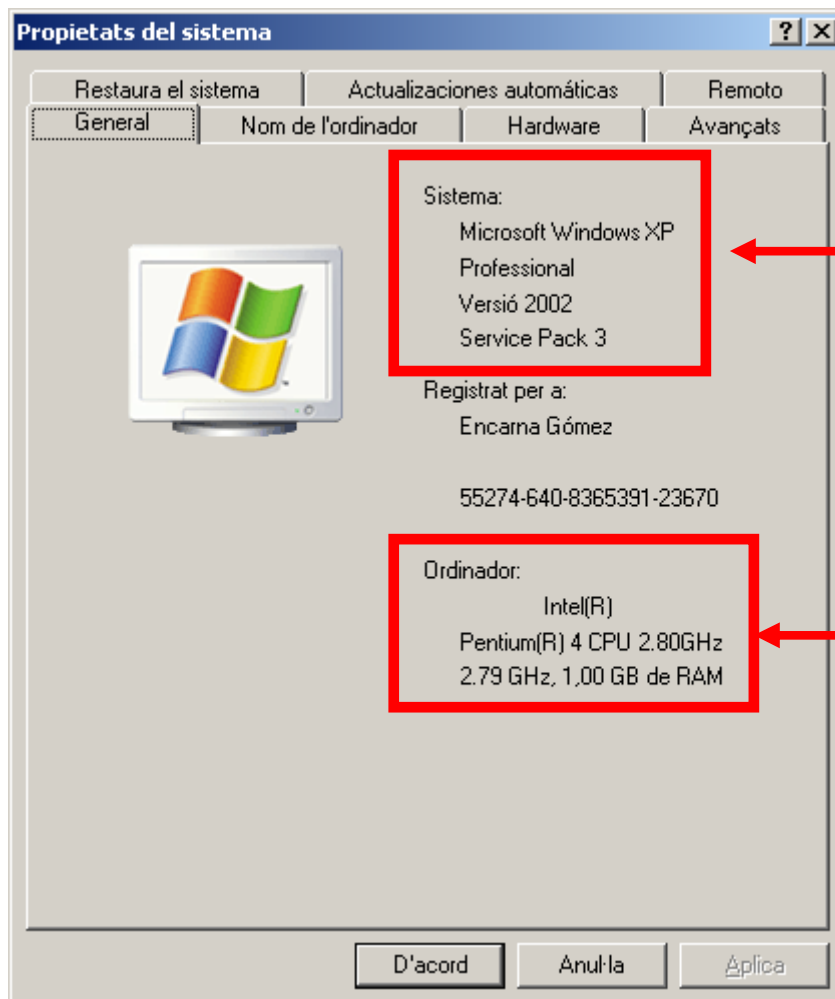 Propietats del sistema
Restaura el sistema Actualizaciones automáticas Remoto
General Nom de l'ordinador Hardware Avançats
Sistema:
Microsoft Windows XP
Professional
Versió 2002
Service Pack 3
Registrat per a:
Encarna Gómez
55274-640-8365391-23670
Ordinador:
Intel(R)
Pentium(R) 4 CPU 2.80GHz
2.79 GHz, 1,00 GB de RAM
D'acord Anul·la Aplica